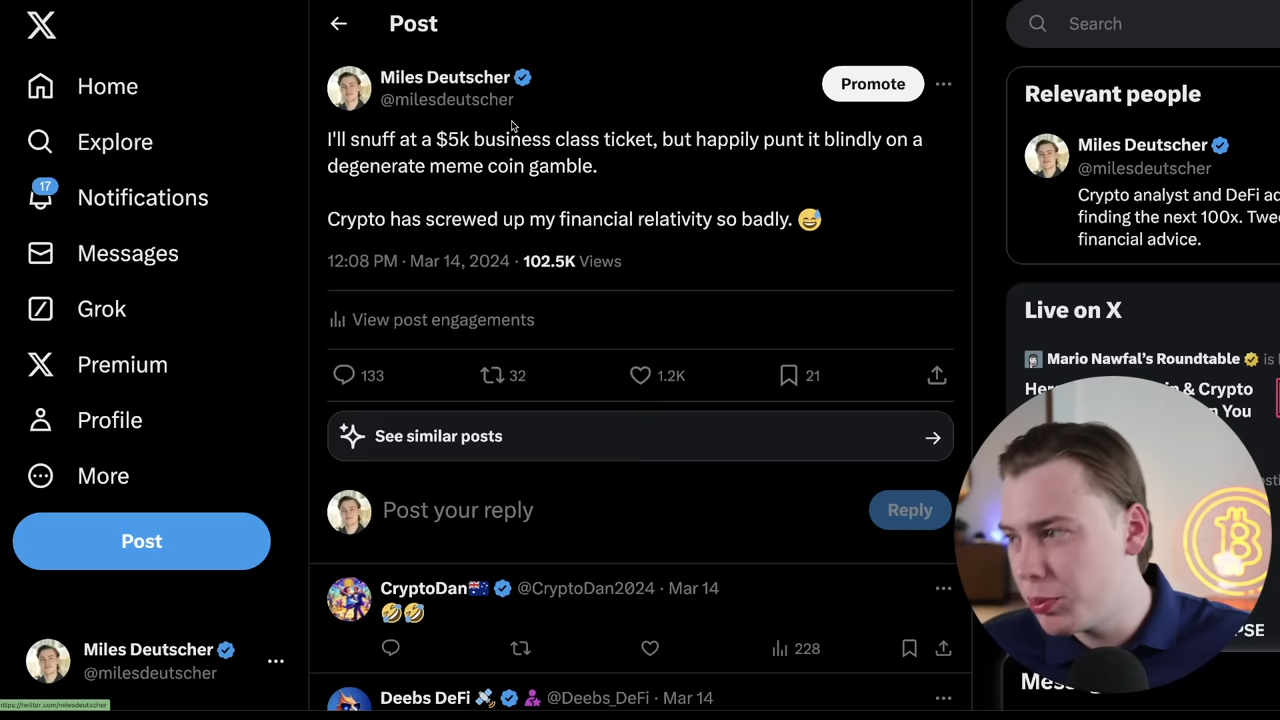 Post
Home
Explore
17
Notifications
Messages
Grok
Premium
Profile
More
Post
Miles Deutscher
@milesdeutscher
https://twitter.com/milesdeutscher
Miles Deutscher
@milesdeutscher
Promote
I'll snuff at a $5k business class ticket, but happily punt it blindly on a
degenerate meme coin gamble.
Crypto has screwed up my financial relativity so badly. 😅
12:08 PM · Mar 14, 2024 · 102.5K Views
View post engagements
133 32 1.2K 21
See similar posts
Post your reply
Reply
CryptoDan🇦🇺 @CryptoDan2024 · Mar 14
🤣🤣
228
Deebs DeFi @Deebs_DeFi · Mar 14
Search
Relevant people
Miles Deutscher
@milesdeutscher
Crypto analyst and DeFi
finding the next 100x.
financial advice.
Live on X
Mario Nawfal's Roundtable is
& Crypto
You